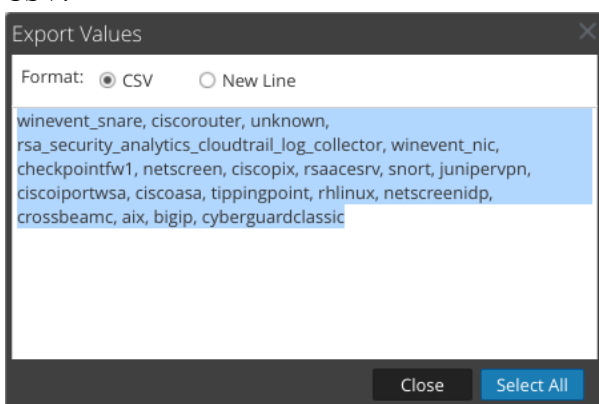 Export Values
Format: CSV New Line
winevent_snare, ciscorouter, unknown,
rsa_security_analytics_cloudtrail_log_collector, winevent_nic,
checkpointfw1, netscreen, ciscopix, rsaacesrv, snort, junipervpn,
ciscoiportwsa, ciscoasa, tippingpoint, rhlinux, netscreenidp,
crossbeamc, aix, bigip, cyberguardclassic
Close Select All